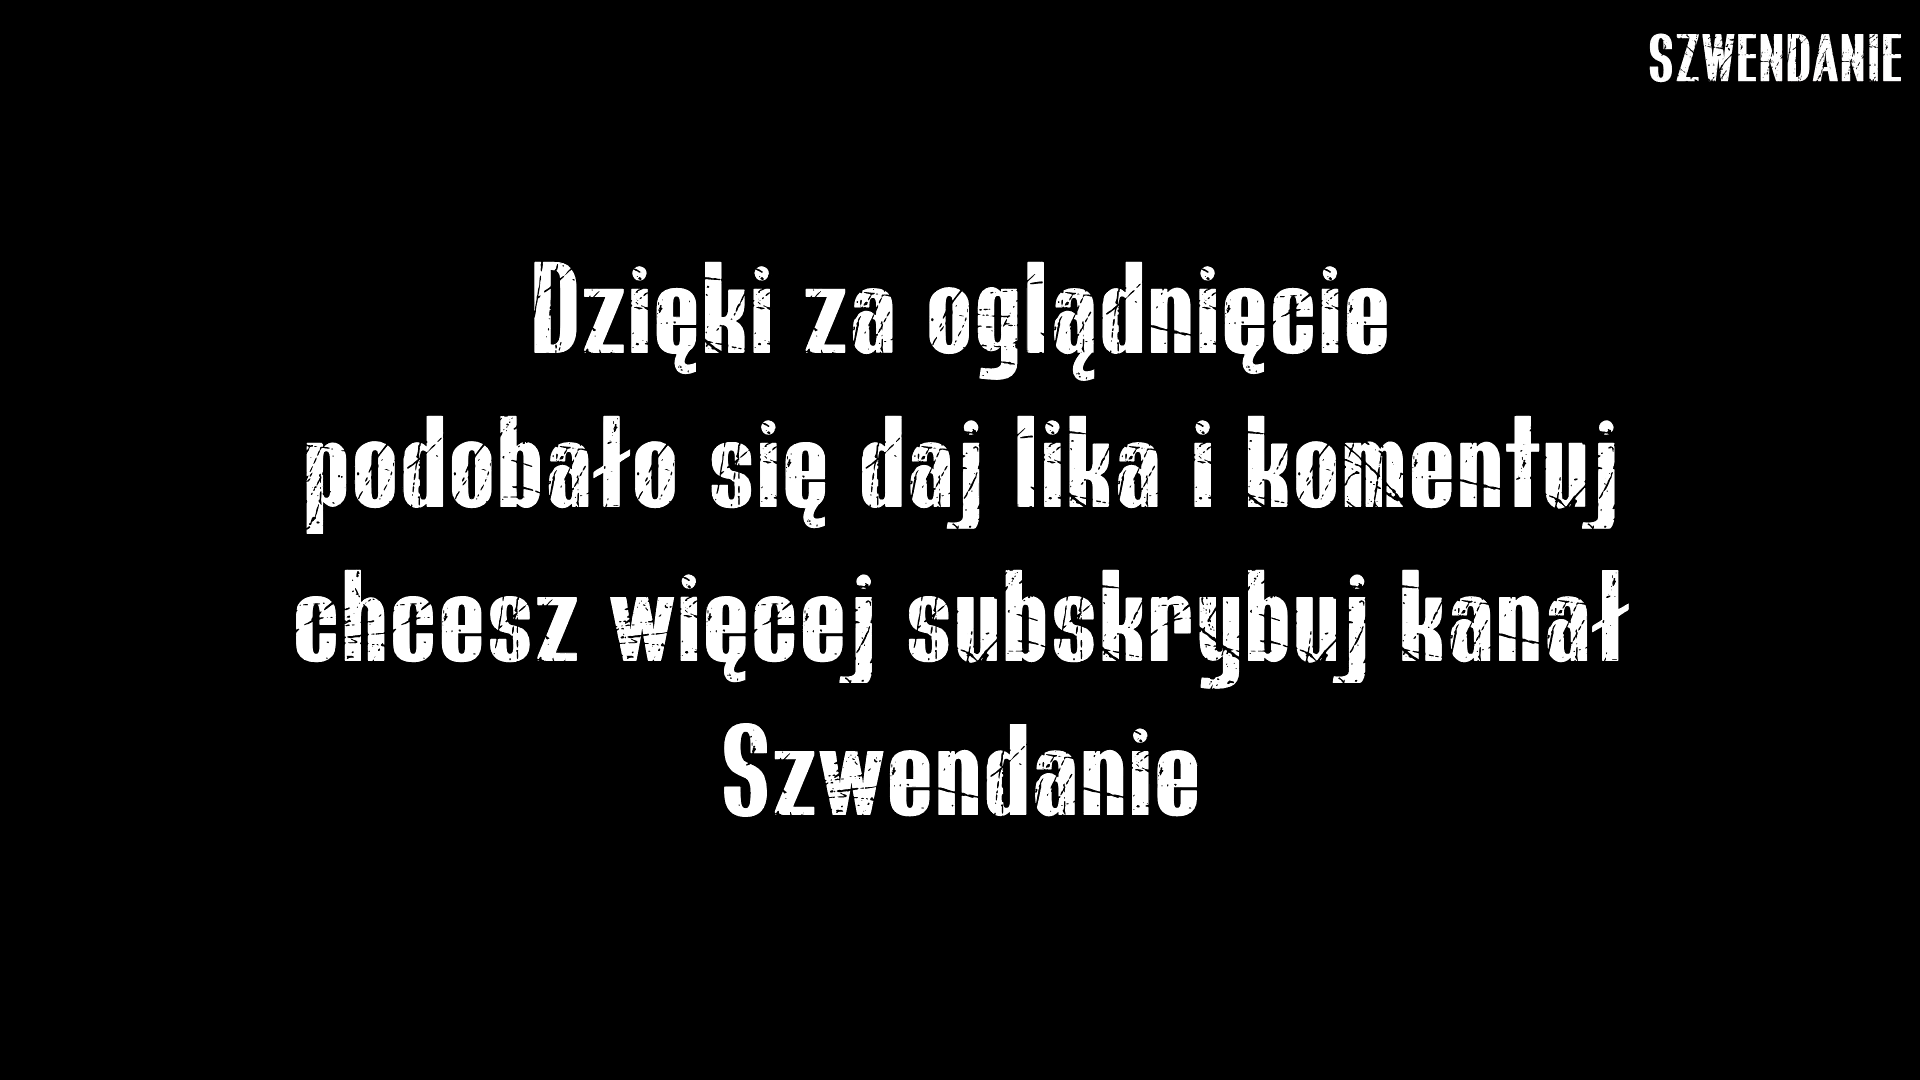 SZWENDANIE
Dzięki za oglądnięcie
podobało się daj lika i komentuj
chcesz więcej subskrybuj kanał
Szwendanie